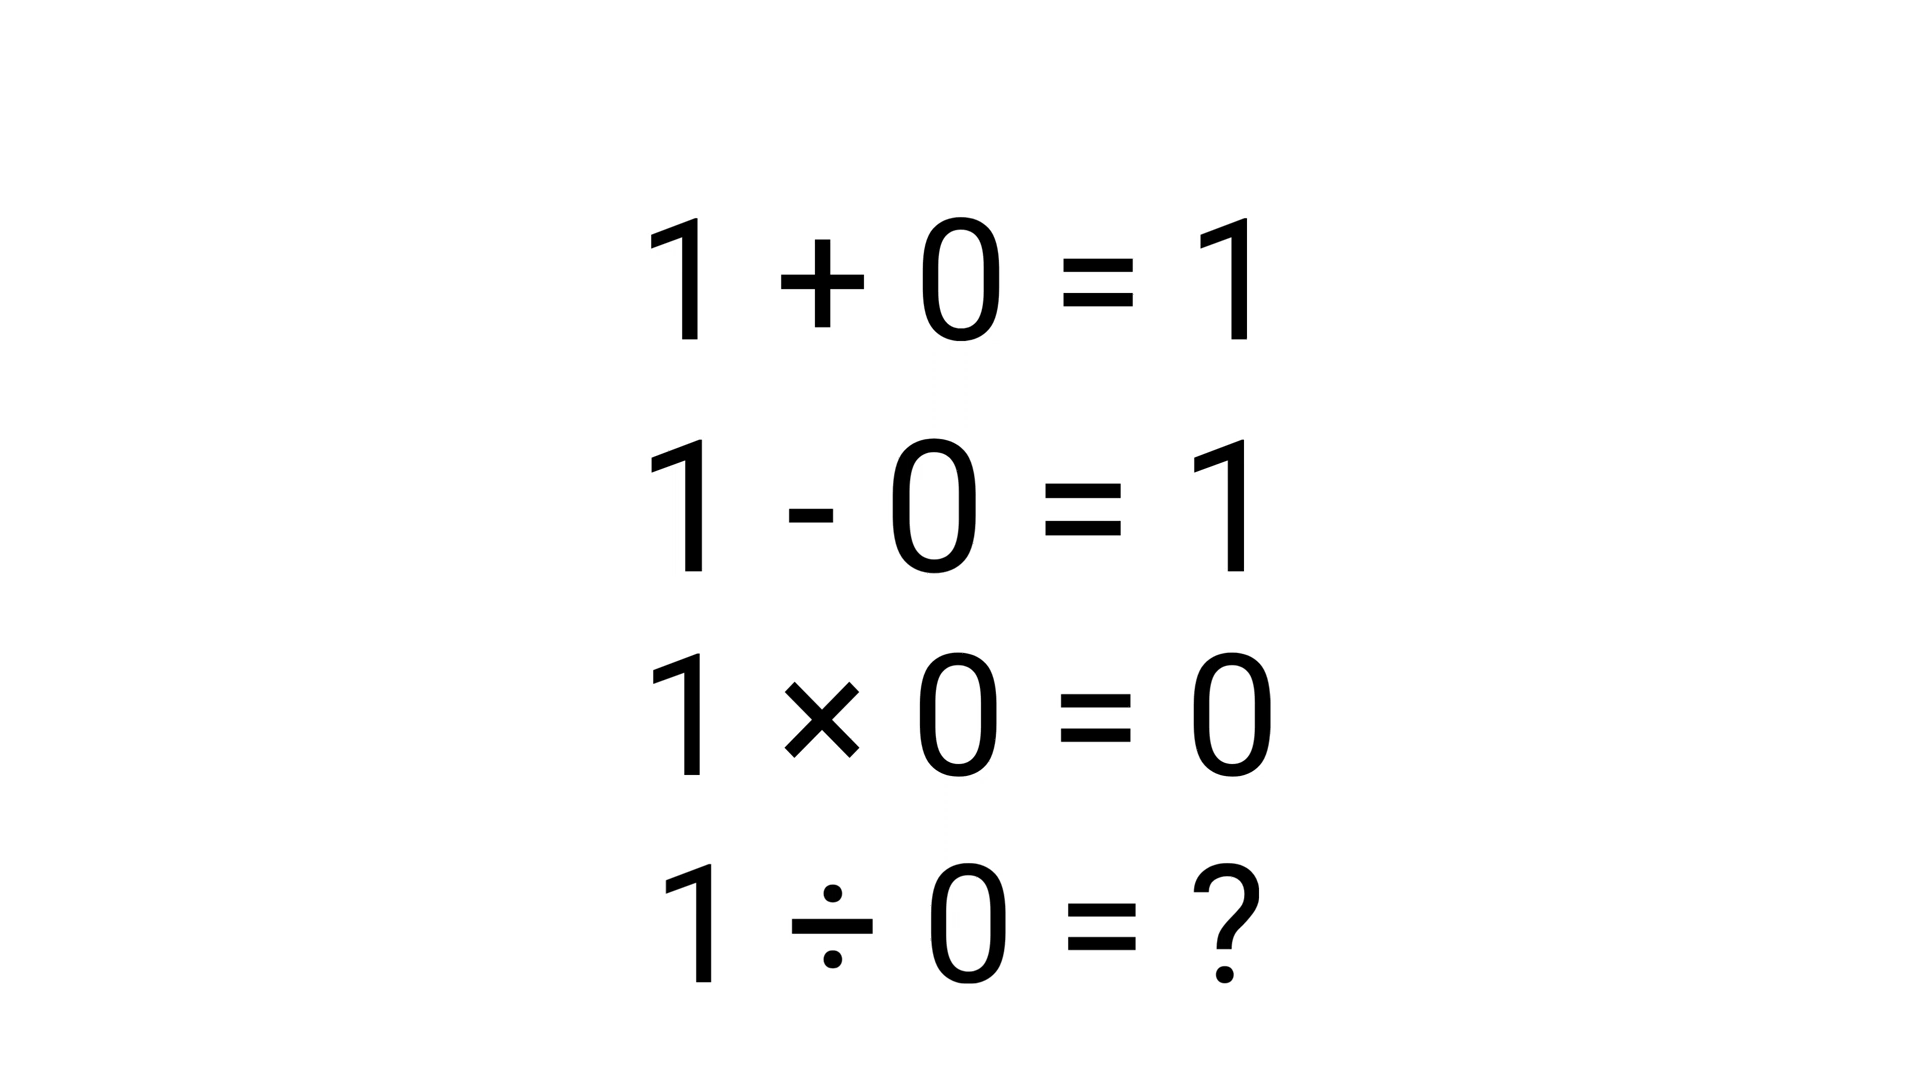 1 + 0 = 1
1 - 0 = 1
1 × 0 = 0
1 ÷ 0 = ?